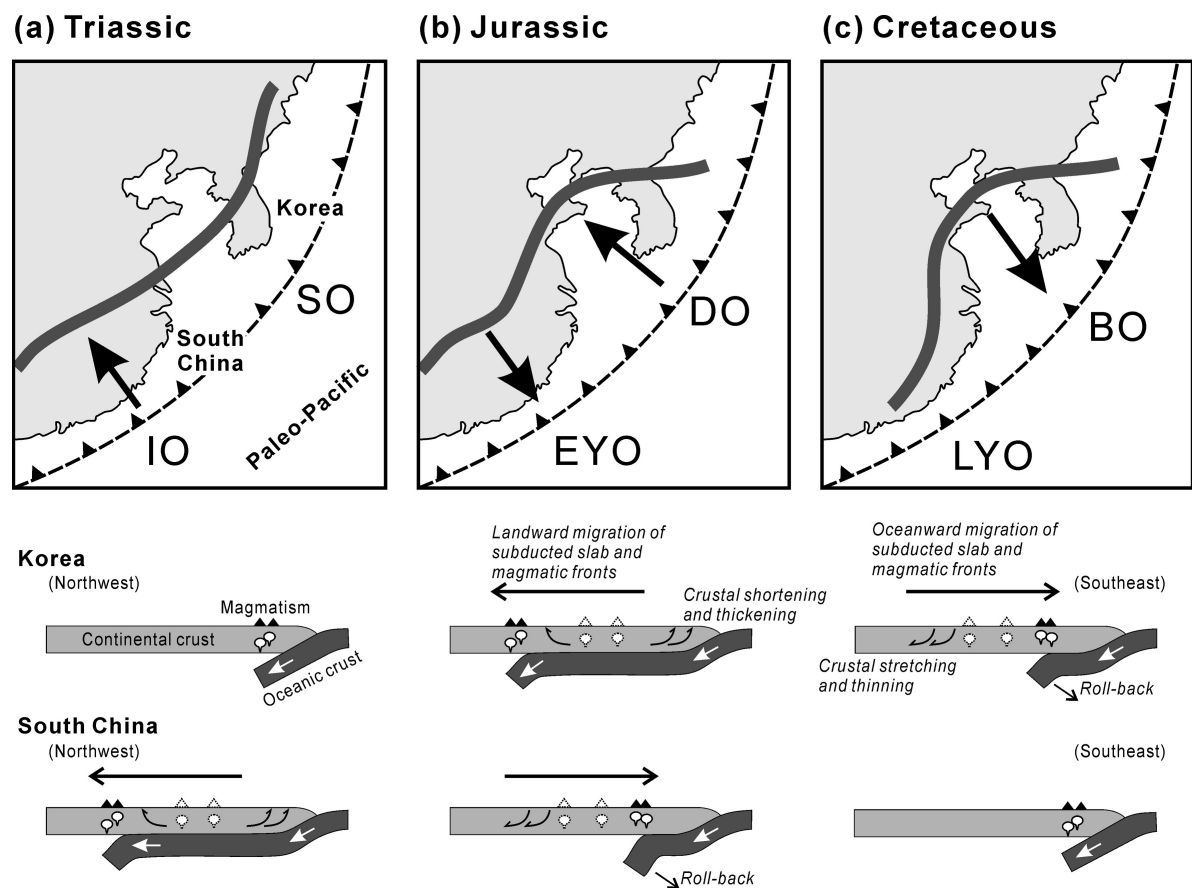 (a) Triassic
(b) Jurassic
(c) Cretaceous
Korea
SO
South
China
IO
Paleo-Pacific
DO
EYO
BO
LYO
Korea
(Northwest)
Magmatism
Continental crust
Oceanic crust
Landward migration of
subducted slab and
magmatic fronts
Crustal shortening
and thickening
Oceanward migration of
subducted slab and
magmatic fronts
(Southeast)
Crustal stretching
and thinning
Roll-back
South China
(Northwest)
Roll-back
(Southeast)